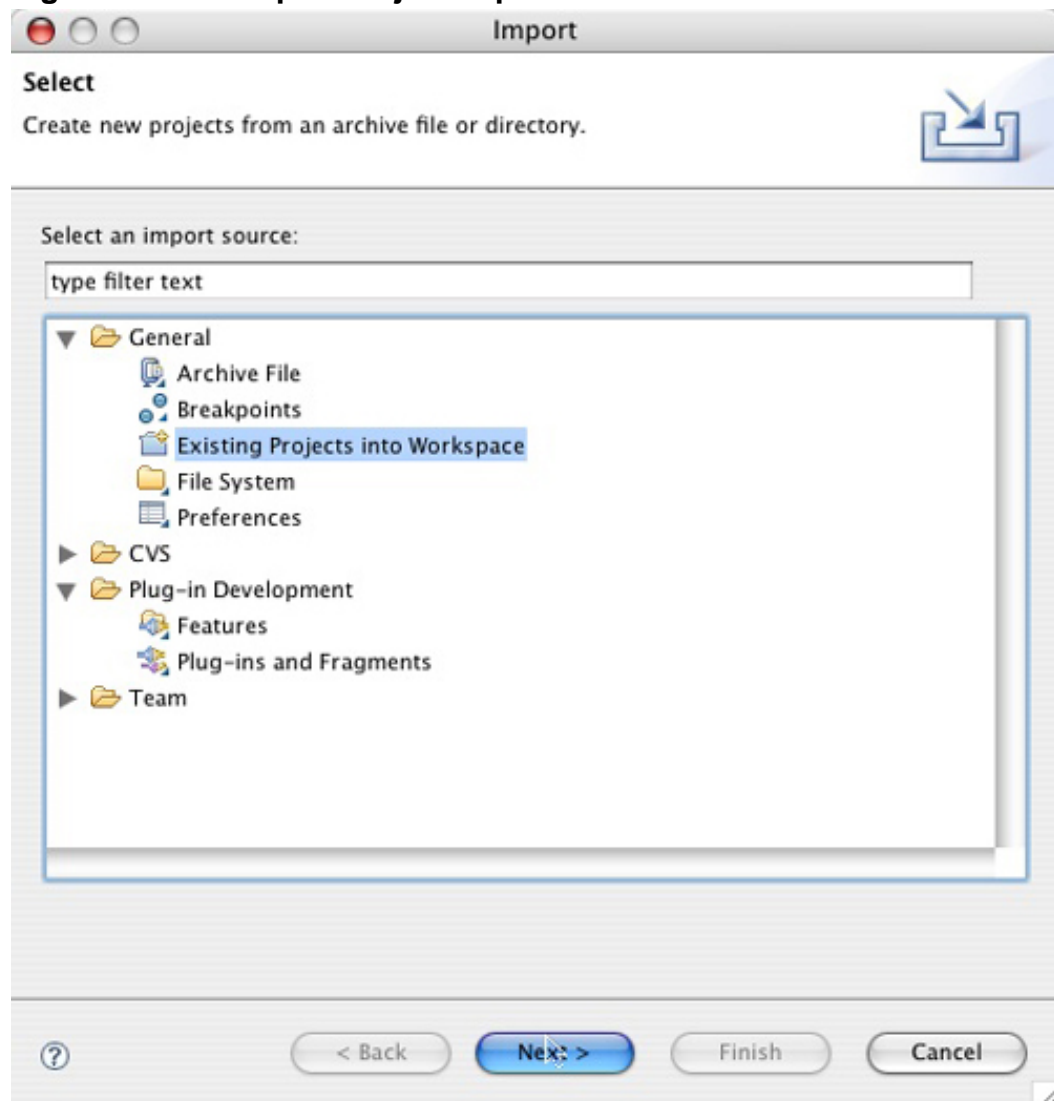 Import
Select
Create new projects from an archive file or directory.
Select an import source:
type filter text
General
Archive File
Breakpoints
Existing Projects into Workspace
File System
Preferences
CVS
Plug-in Development
Features
Plug-ins and Fragments
Team
?
< Back
Next >
Finish
Cancel